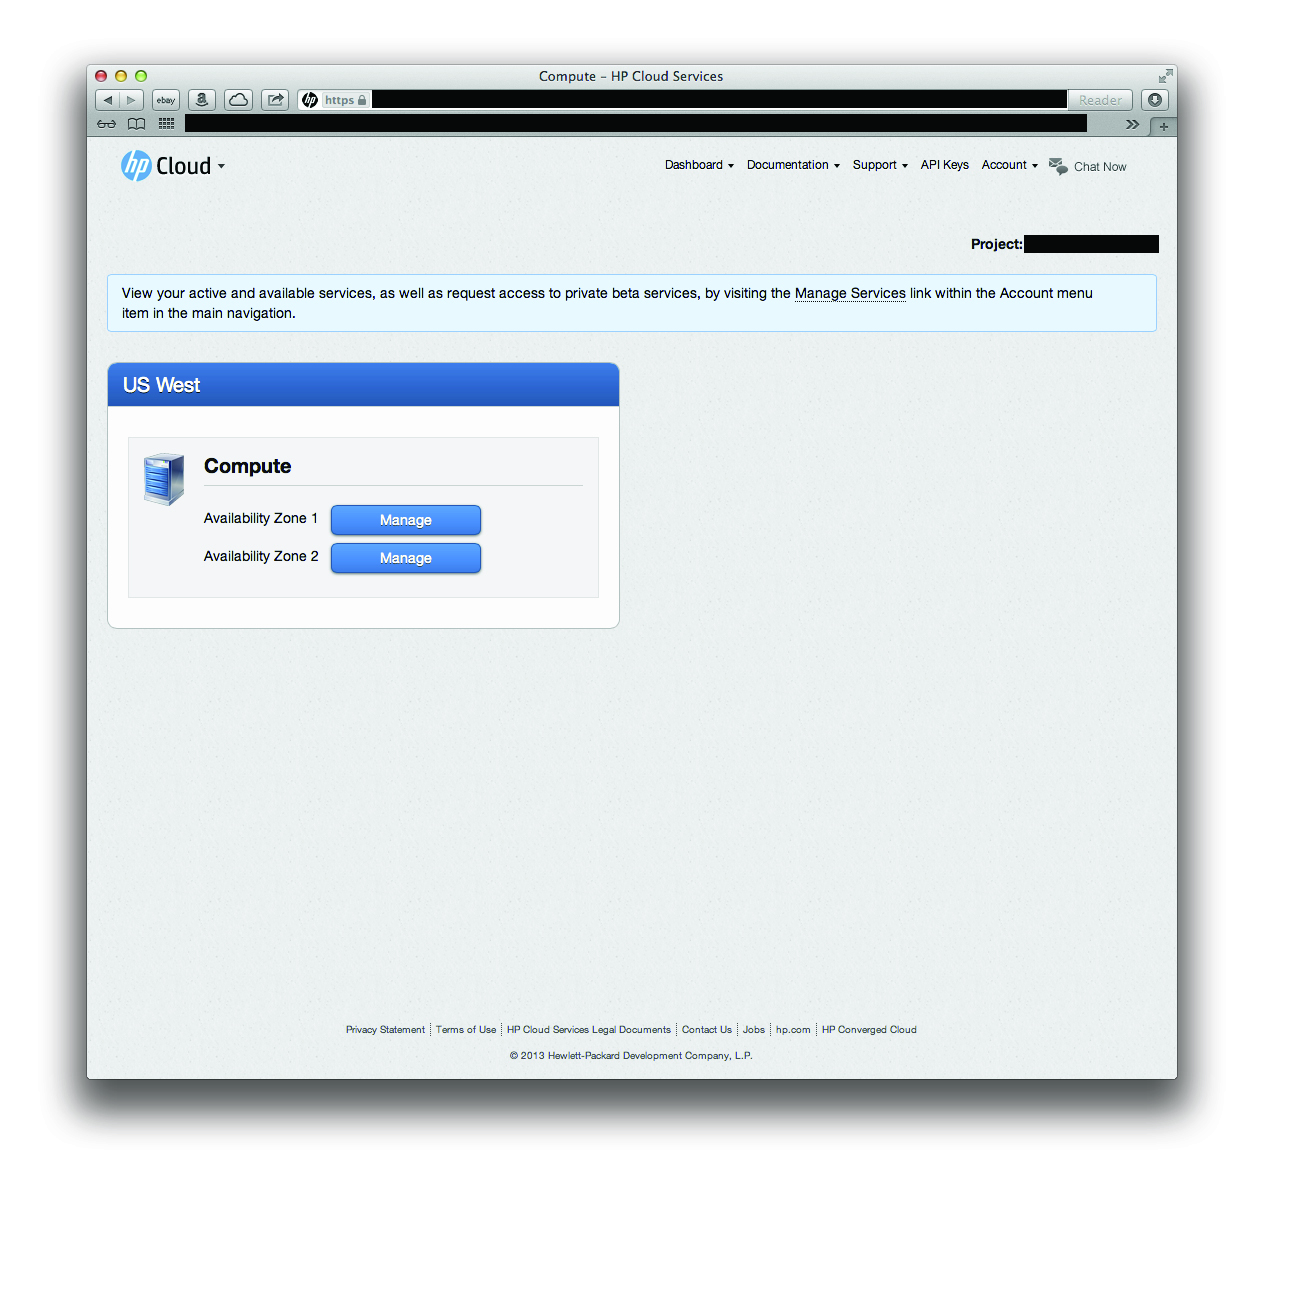 Compute – HP Cloud Services
ebay
a
hp
https
Reader
hp Cloud
Dashboard Documentation Support API Keys Account Chat Now
Project:
View your active and available services, as well as request access to private beta services, by visiting the Manage Services link within the Account menu
item in the main navigation.
US West
Compute
Availability Zone 1 Manage
Availability Zone 2 Manage
Privacy Statement Terms of Use HP Cloud Services Legal Documents Contact Us Jobs hp.com HP Converged Cloud
© 2013 Hewlett-Packard Development Company, L.P.